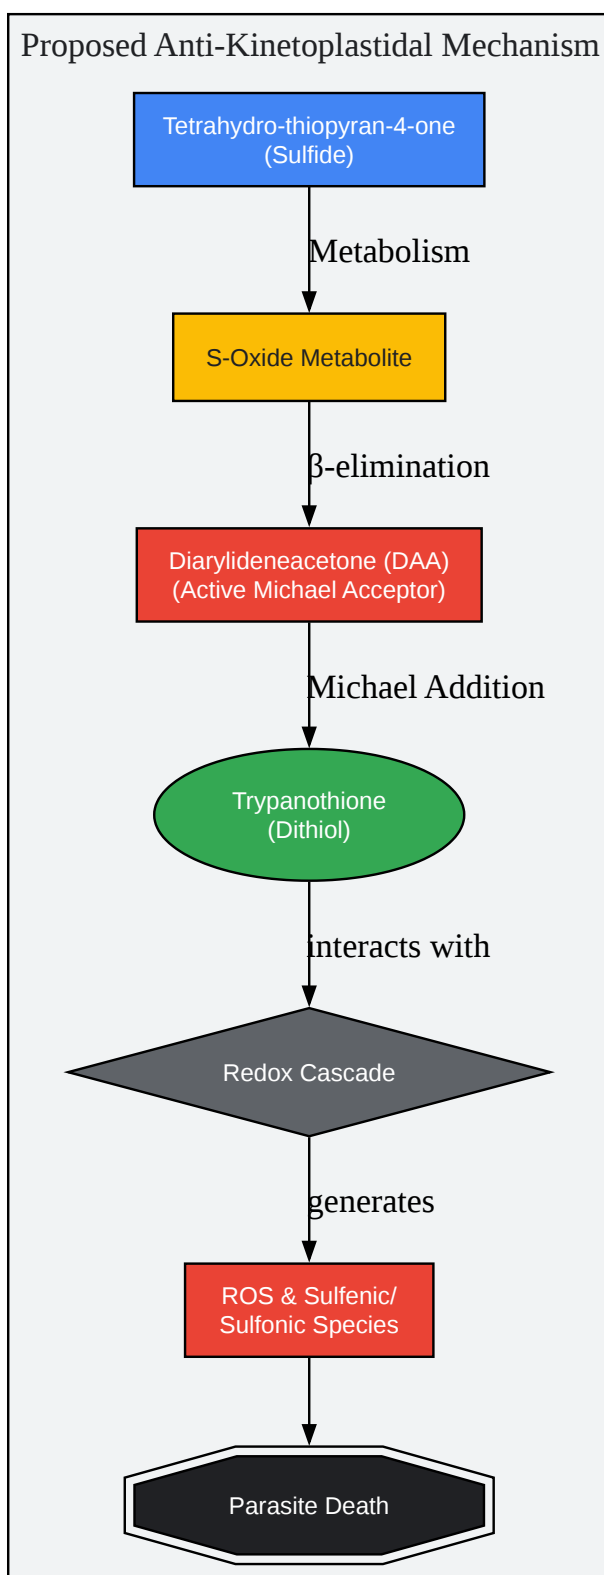 Proposed Anti-Kinetoplastidal Mechanism
Tetrahydro-thiopyran-4-one
(Sulfide)
Metabolism
S-Oxide Metabolite
β-elimination
Diarylideneacetone (DAA)
(Active Michael Acceptor)
Michael Addition
Trypanothione
(Dithiol)
interacts with
Redox Cascade
generates
ROS & Sulfenic/
Sulfonic Species
Parasite Death